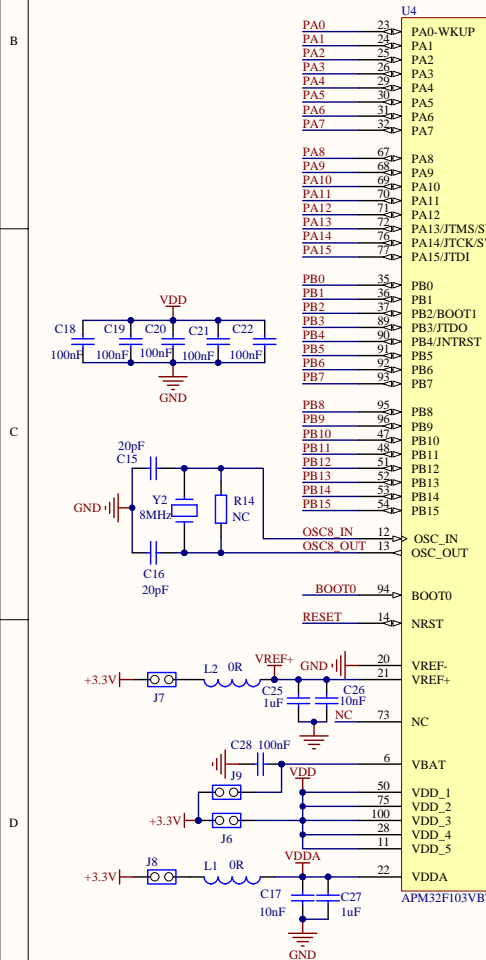 U4
B
PA0 23 PA0-WKUP
PA1 24 PA1
PA2 25 PA2
PA3 26 PA3
PA4 29 PA4
PA5 30 PA5
PA6 31 PA6
PA7 32 PA7
PA8 67 PA8
PA9 68 PA9
PA10 69 PA10
PA11 70 PA11
PA12 71 PA12
PA13 72 PA13/JTMS/S
PA14 76 PA14/JTCK/S
PA15 77 PA15/JTDI
PB0 35 PB0
PB1 36 PB1
PB2 37 PB2/BOOT1
PB3 89 PB3/JTDO
PB4 90 PB4/JNTRST
PB5 91 PB5
PB6 92 PB6
PB7 93 PB7
VDD
C18 C19 C20 C21 C22
100nF 100nF 100nF 100nF 100nF
GND
PB8 95 PB8
PB9 96 PB9
PB10 47 PB10
PB11 48 PB11
PB12 51 PB12
PB13 52 PB13
PB14 53 PB14
PB15 54 PB15
C
20pF
C15
GND
Y2
8MHz
R14
NC
C16
20pF
OSC8_IN 12 OSC_IN
OSC8_OUT 13 OSC_OUT
BOOT0 94 BOOT0
RESET 14 NRST
+3.3V J7 L2 0R VREF+
GND 20 VREF-
21 VREF+
C25 1uF
C26 10nF
NC 73 NC
C28 100nF
6 VBAT
J9
VDD
D
+3.3V
J6
50 VDD_1
75 VDD_2
100 VDD_3
28 VDD_4
11 VDD_5
VDDA
+3.3V J8 L1 0R 22 VDDA
C17 10nF
C27 1uF
GND
APM32F103VB